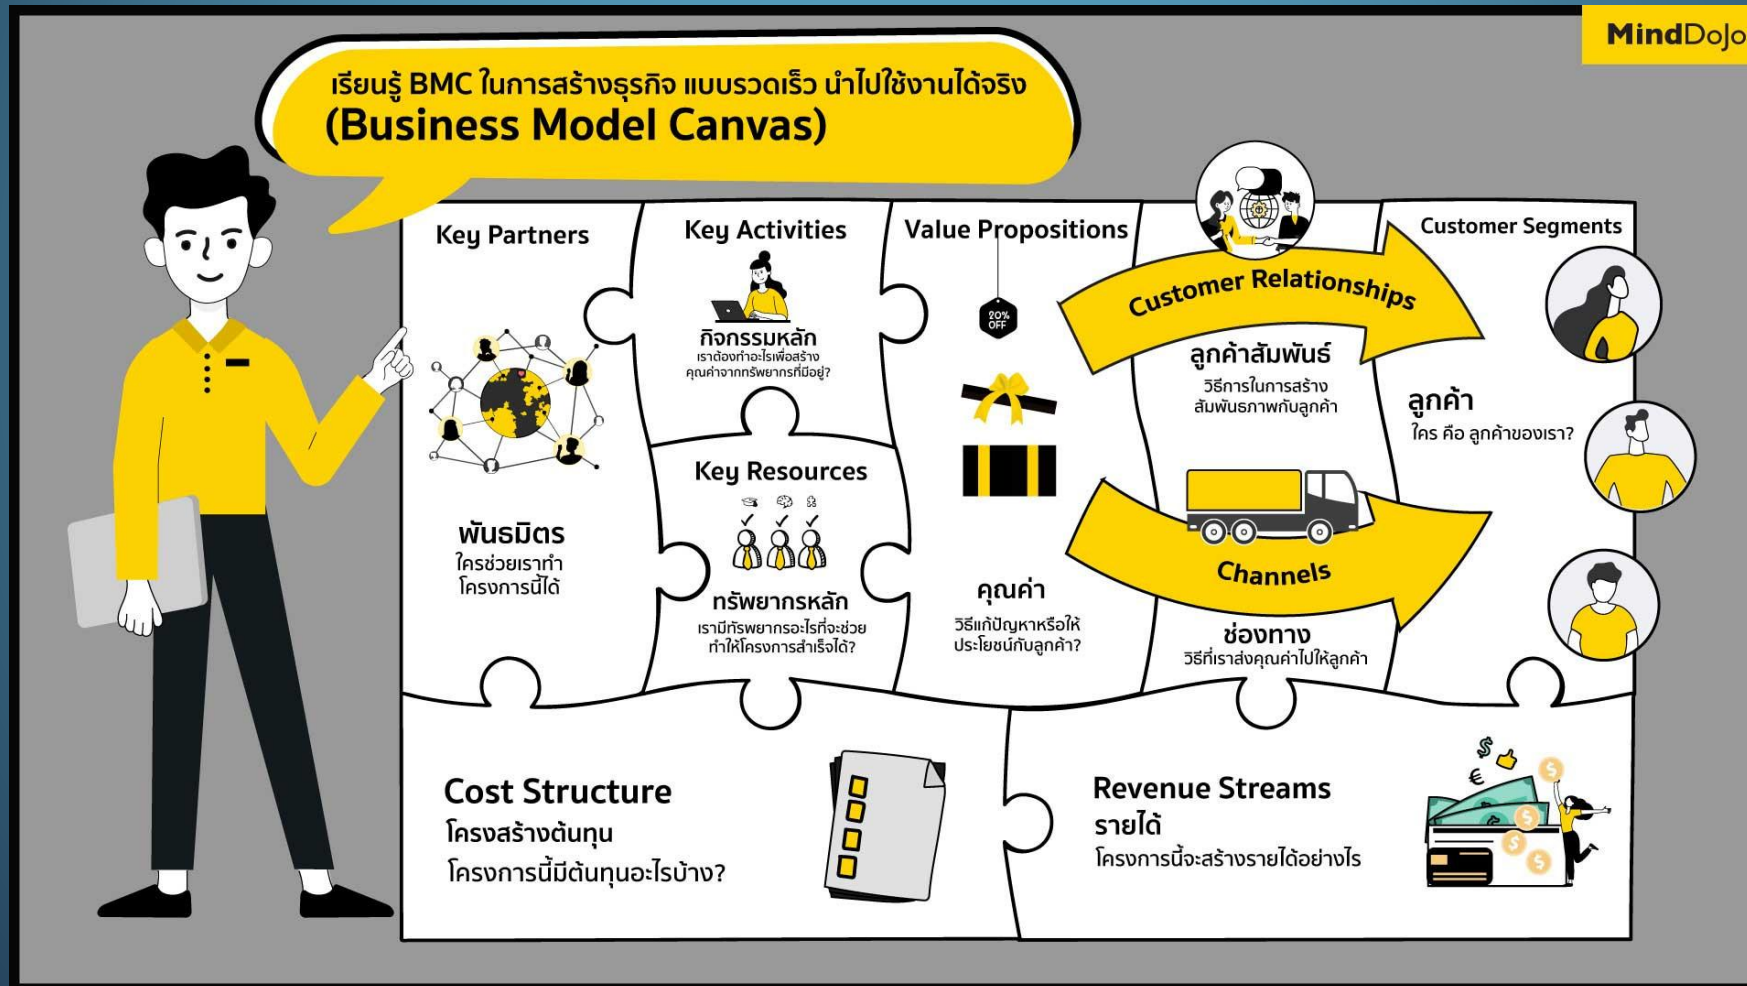 MindDoJo
เรียนรู้ BMC ในการสร้างธุรกิจ แบบรวดเร็ว นำไปใช้งานได้จริง
(Business Model Canvas)
Key Partners
พันธมิตร
ใครช่วยเราทำ
โครงการนี้ได้
Key Activities
กิจกรรมหลัก
เราต้องทำอะไรเพื่อสร้าง
คุณค่าจากทรัพยากรที่มีอยู่?
Key Resources
ทรัพยากรหลัก
เรามีทรัพยากรอะไรที่จะช่วย
ทำให้โครงการสำเร็จได้?
Value Propositions
20%
OFF
คุณค่า
วิธีแก้ปัญหาหรือให้
ประโยชน์กับลูกค้า?
Customer Relationships
ลูกค้าสัมพันธ์
วิธีการในการสร้าง
สัมพันธภาพกับลูกค้า
Channels
ช่องทาง
วิธีที่เราส่งคุณค่าไปให้ลูกค้า
Customer Segments
ลูกค้า
ใคร คือ ลูกค้าของเรา?
Cost Structure
โครงสร้างต้นทุน
โครงการนี้มีต้นทุนอะไรบ้าง?
Revenue Streams
รายได้
โครงการนี้จะสร้างรายได้อย่างไร